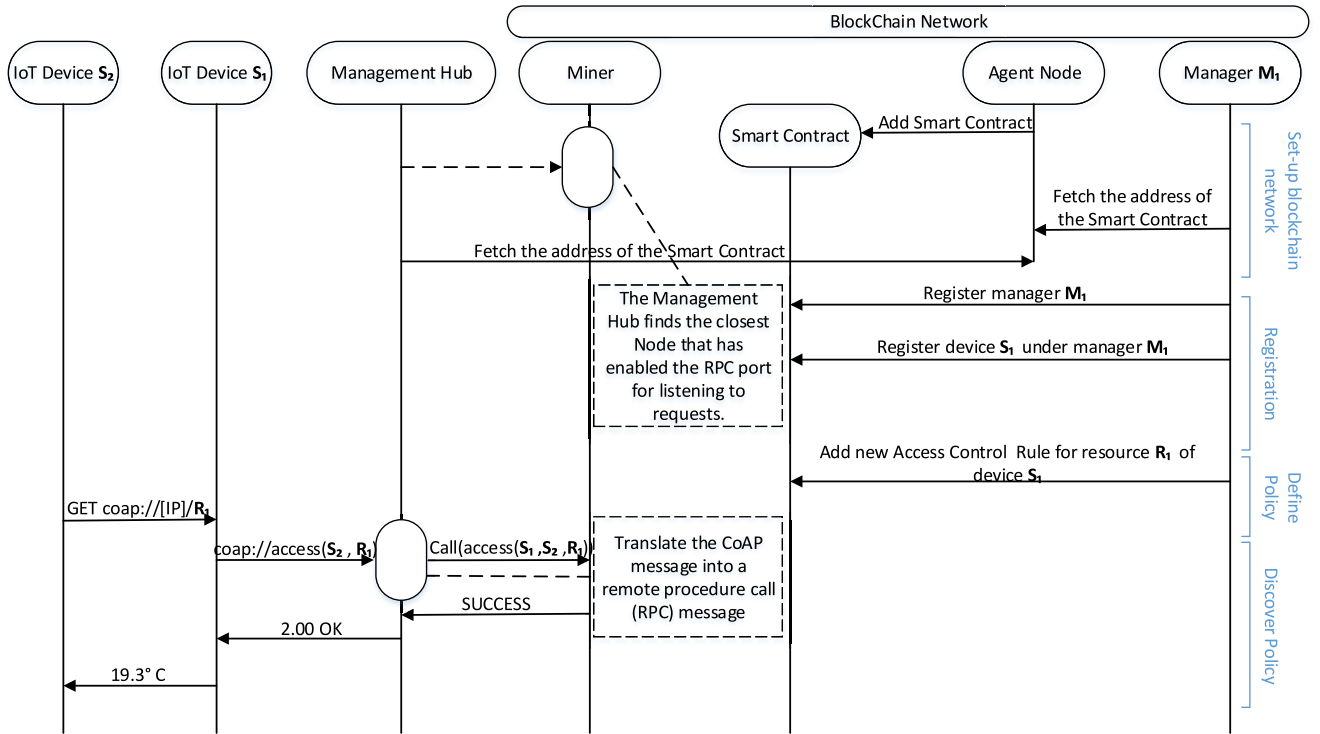 BlockChain Network
IoT Device S₂
IoT Device S₁
Management Hub
Miner
Agent Node
Manager M₁
Smart Contract
Add Smart Contract
Set-up blockchain
network
Fetch the address of
the Smart Contract
Fetch the address of the Smart Contract
The Management
Hub finds the closest
Node that has
enabled the RPC port
for listening to
requests.
Register manager M₁
Register device S₁ under manager M₁
Registration
Add new Access Control Rule for resource R₁ of
device S₁
Define
Policy
GET coap://[IP]/R₁
coap://access(S₂ , R₁)
Call(access(S₁ ,S₂ ,R₁))
Translate the CoAP
message into a
remote procedure call
(RPC) message
SUCCESS
2.00 OK
19.3° C
Discover Policy